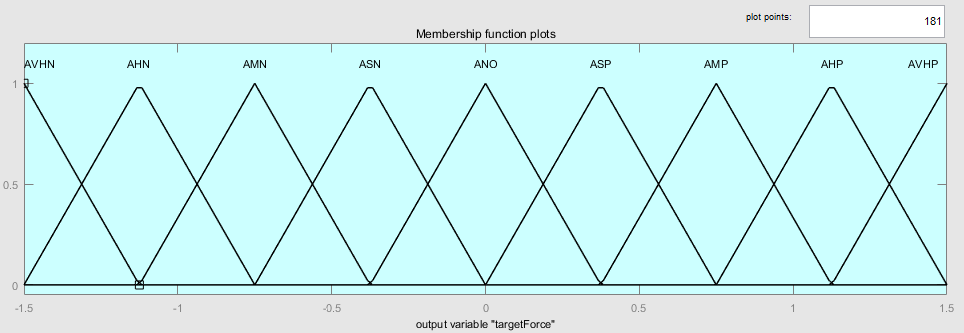 plot points: 181
Membership function plots
AVHN AHN AMN ASN ANO ASP AMP AHP AVHP
1
0.5
0
-1.5 -1 -0.5 0 0.5 1 1.5
output variable "targetForce"